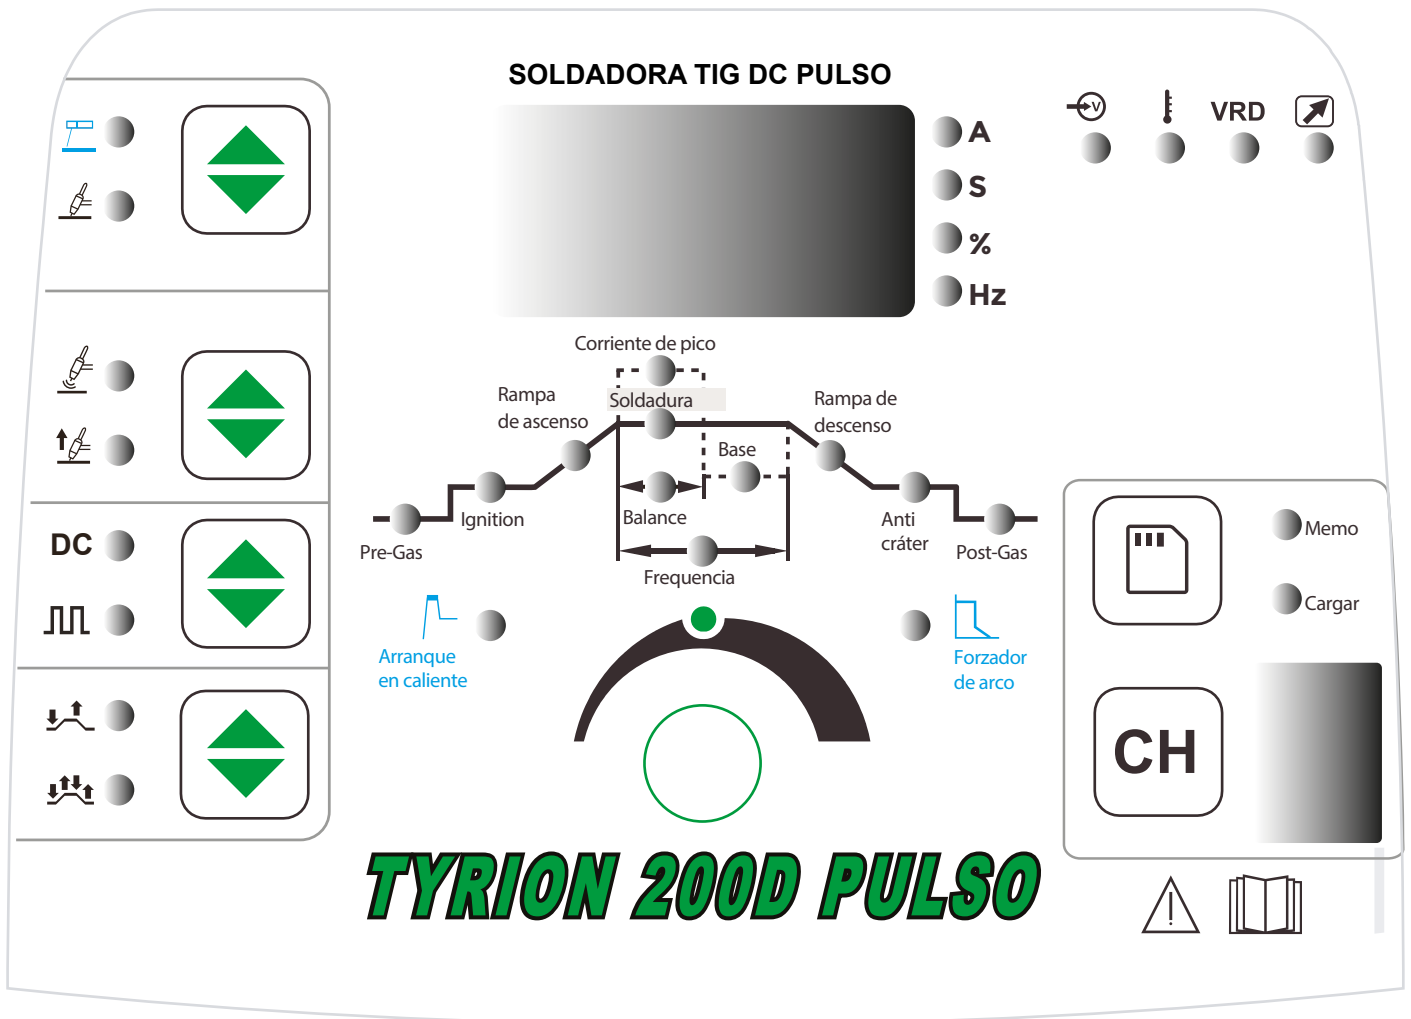 SOLDADORA TIG DC PULSO
A
S
%
Hz
V
VRD
Corriente de pico
Rampa
de ascenso
Soldadura
Rampa de
descenso
Base
Ignition
Balance
Anti
cráter
Pre-Gas
Post-Gas
Frequencia
DC
Arranque
en caliente
Forzador
de arco
Memo
Cargar
CH
TYRION 200D PULSO